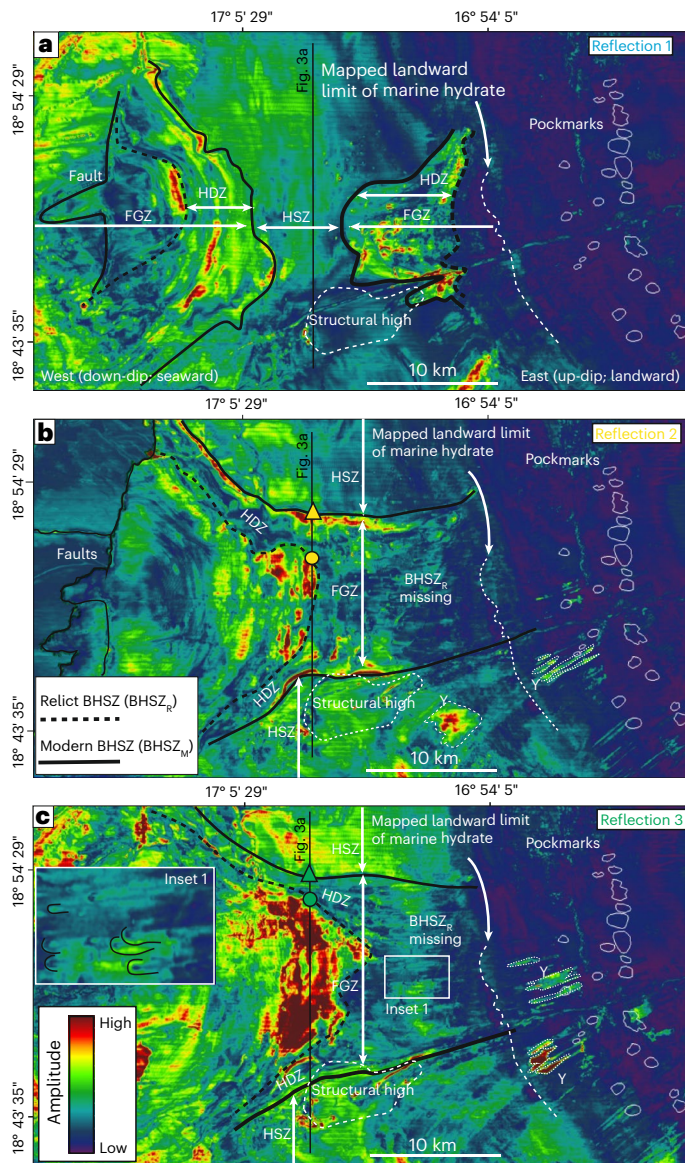 17° 5' 29"
16° 54' 5"
a
Reflection 1
18° 54' 29"
Fig. 3a
Mapped landward
limit of marine hydrate
Pockmarks
Fault
HDZ
HDZ
FGZ
HSZ
FGZ
Structural high
18° 43' 35"
10 km
West (down-dip; seaward)
East (up-dip; landward)
17° 5' 29"
16° 54' 5"
b
Reflection 2
18° 54' 29"
Fig. 3a
HSZ
Mapped landward limit
of marine hydrate
Pockmarks
HDZ
Faults
FGZ
BHSZR
missing
HDZ
Structural high
Y
Y
HSZ
18° 43' 35"
10 km
Relict BHSZ (BHSZR)
Modern BHSZ (BHSZM)
17° 5' 29"
16° 54' 5"
c
Reflection 3
18° 54' 29"
Fig. 3a
HSZ
Mapped landward limit
of marine hydrate
Pockmarks
Inset 1
HDZ
BHSZR
missing
FGZ
Inset 1
Y
Y
High
Amplitude
Low
HDZ
Structural high
HSZ
18° 43' 35"
10 km